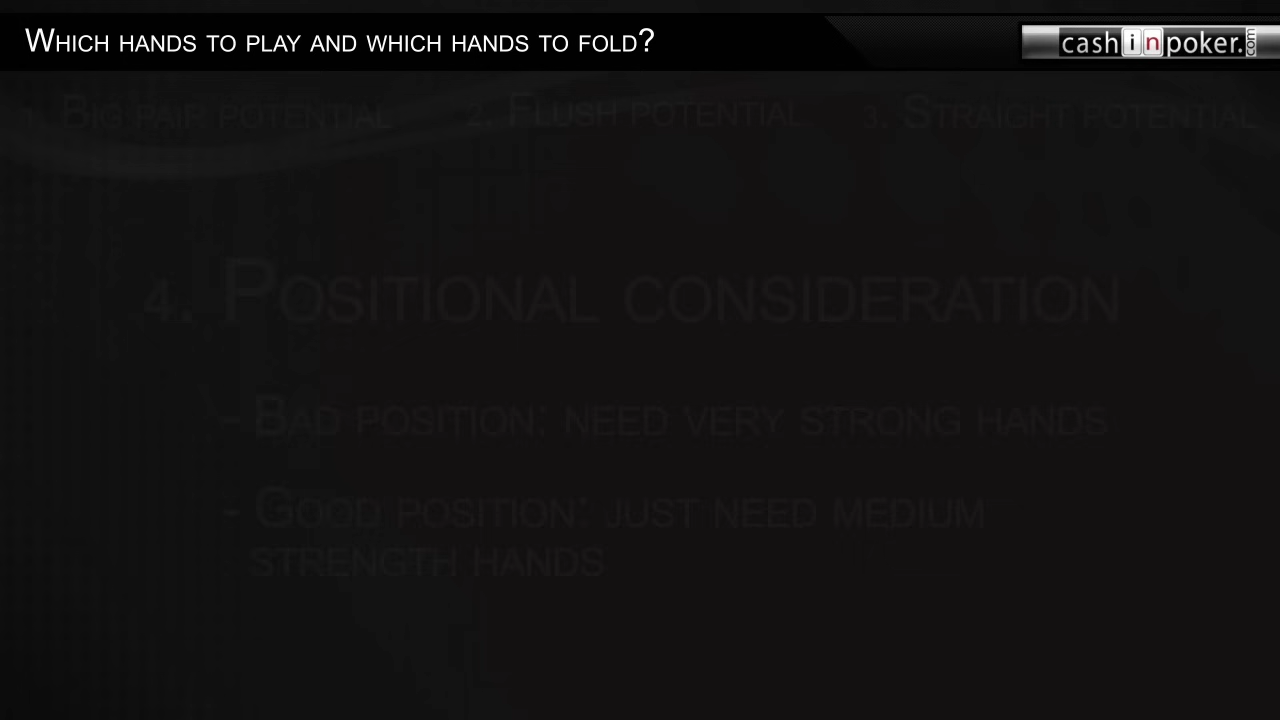 Which hands to play and which hands to fold?
cashinpoker.com
1. Big pair potential 2. Flush potential 3. Straight potential
4. Positional consideration
- Bad position: need very strong hands
- Good position: just need medium
strength hands